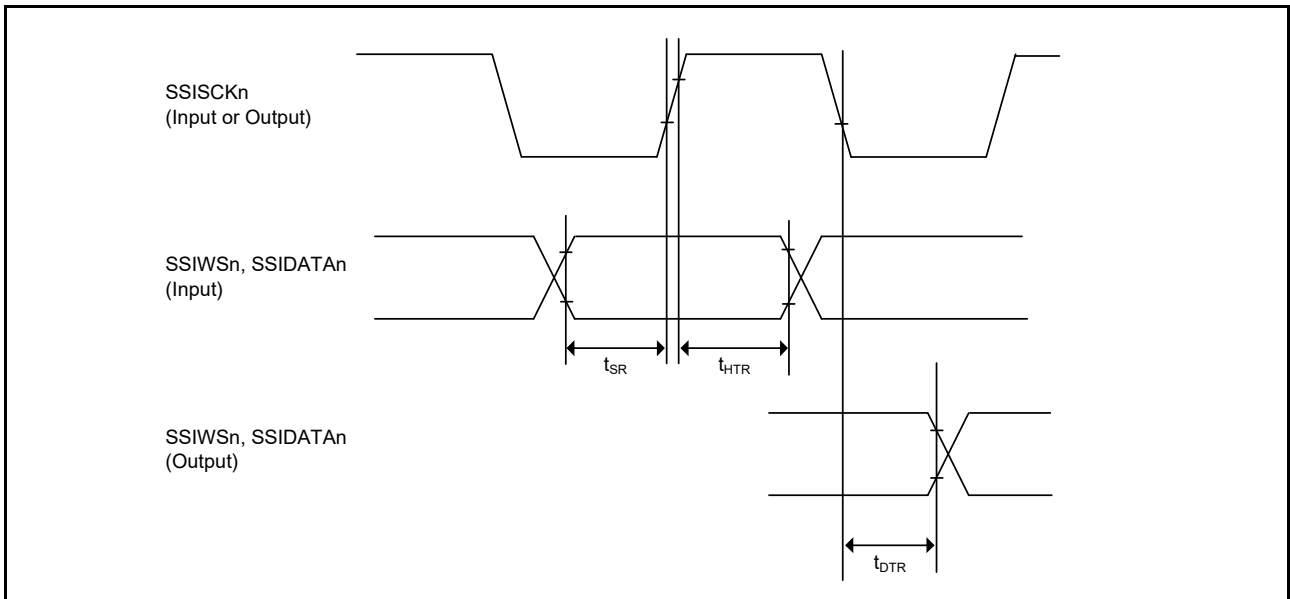 SSISCKn
(Input or Output)
SSIWSn, SSIDATAn
(Input)
tSR
tHTR
SSIWSn, SSIDATAn
(Output)
tDTR